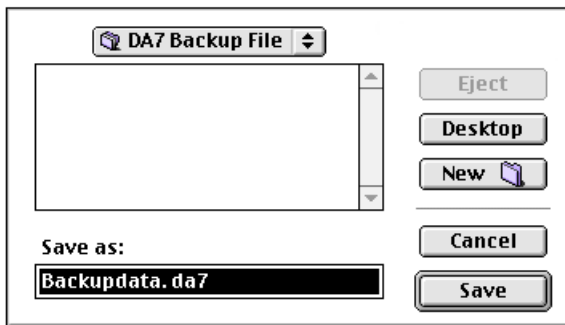 DA7 Backup File
Eject
Desktop
New
Save as:
Backupdata.da7
Cancel
Save